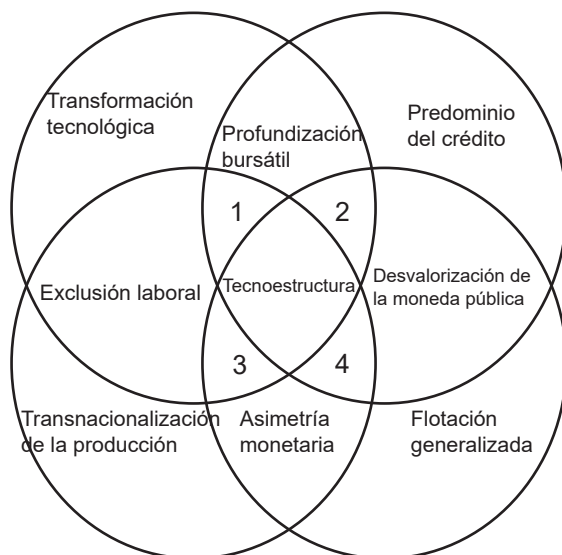 Transformación
tecnológica
Predominio
del crédito
Profundización
bursátil
1
2
Exclusión laboral
Tecnoestructura
Desvalorización de
la moneda pública
3
4
Transnacionalización
de la producción
Asimetría
monetaria
Flotación
generalizada